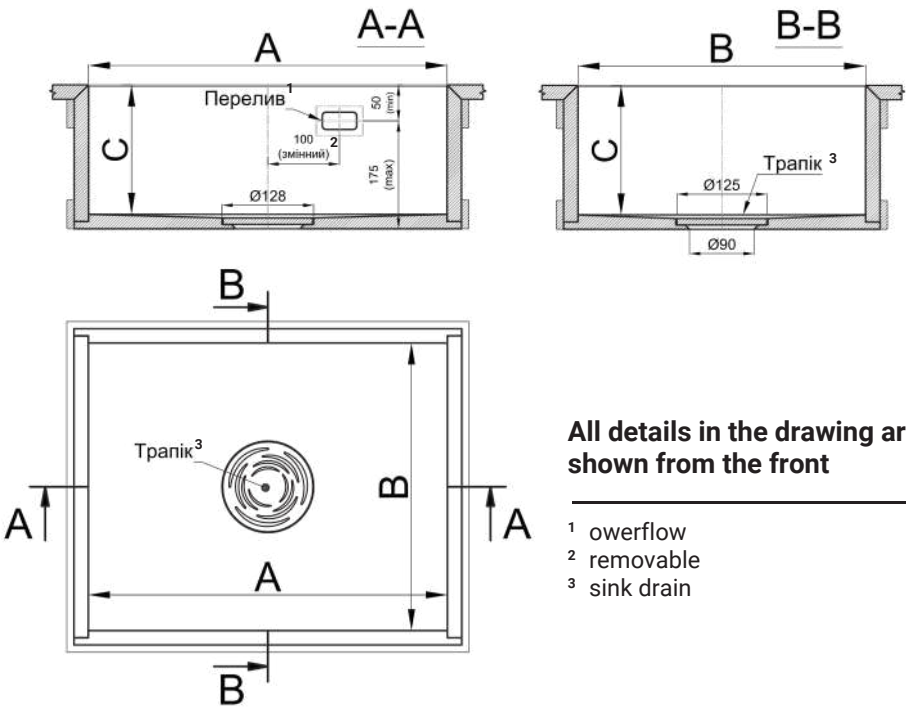 A-A
A
Перелив1
50
(min)
C
100 2
(змінний)
175
(max)
Ø128
B-B
B
C
Трапік 3
Ø125
Ø90
B
Трапік3
B
A
A
A
B
All details in the drawing ar
shown from the front
1 owerflow
2 removable
3 sink drain